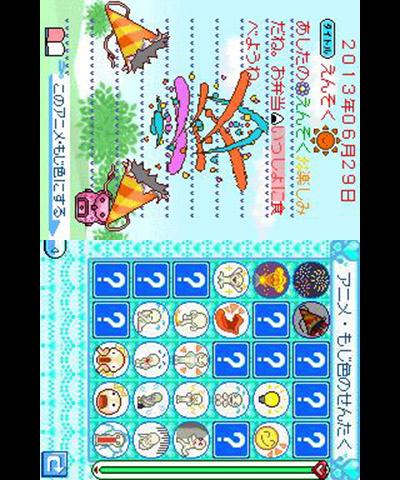 2013年06月29日
タイトル えんそく
あしたのえんそく楽しみ
だね。お弁当いっしょに食
べようね
このアニメ・もじ色にする
アニメ・もじ色のせんたく
? ? ?
? ?
? ? ?
?
? ? ?